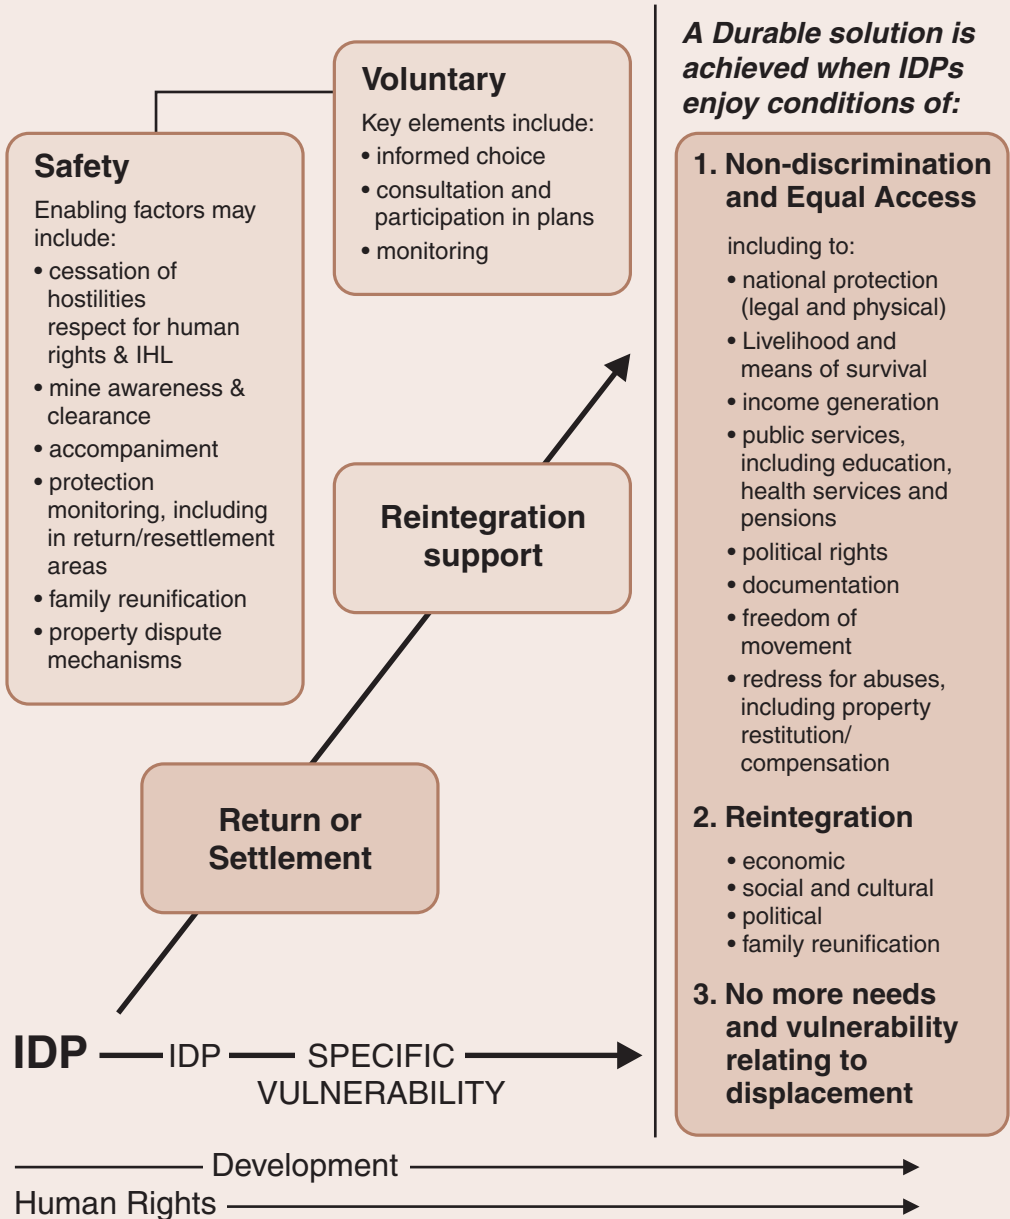 Voluntary
Key elements include:
• informed choice
• consultation and
participation in plans
• monitoring
Safety
Enabling factors may
include:
• cessation of
hostilities
respect for human
rights & IHL
• mine awareness &
clearance
• accompaniment
• protection
monitoring, including
in return/resettlement
areas
• family reunification
• property dispute
mechanisms
Reintegration
support
Return or
Settlement
IDP IDP SPECIFIC
VULNERABILITY
A Durable solution is
achieved when IDPs
enjoy conditions of:
1. Non-discrimination
and Equal Access
including to:
• national protection
(legal and physical)
• Livelihood and
means of survival
• income generation
• public services,
including education,
health services and
pensions
• political rights
• documentation
• freedom of
movement
• redress for abuses,
including property
restitution/
compensation
2. Reintegration
• economic
• social and cultural
• political
• family reunification
3. No more needs
and vulnerability
relating to
displacement
Development
Human Rights